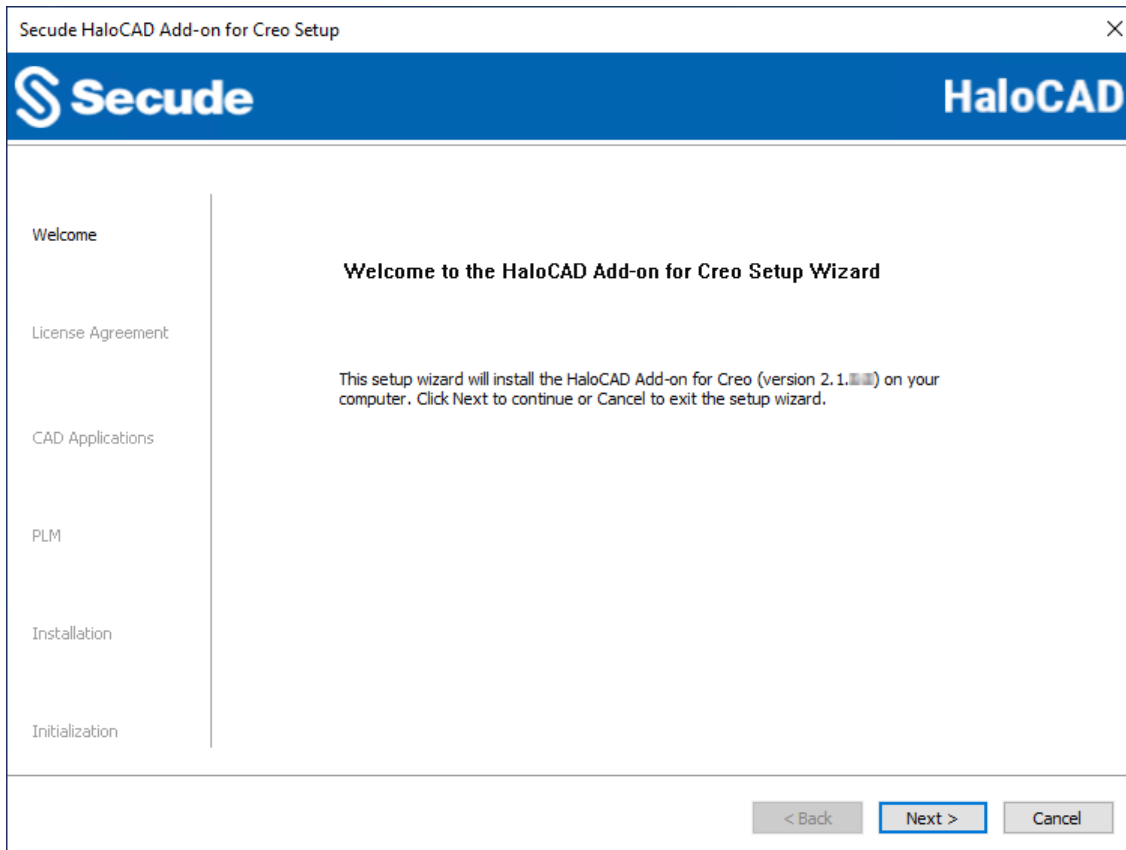 Secude HaloCAD Add-on for Creo Setup
Secude
HaloCAD
Welcome
License Agreement
CAD Applications
PLM
Installation
Initialization
Welcome to the HaloCAD Add-on for Creo Setup Wizard
This setup wizard will install the HaloCAD Add-on for Creo (version 2.1. ) on your
computer. Click Next to continue or Cancel to exit the setup wizard.
< Back
Next >
Cancel